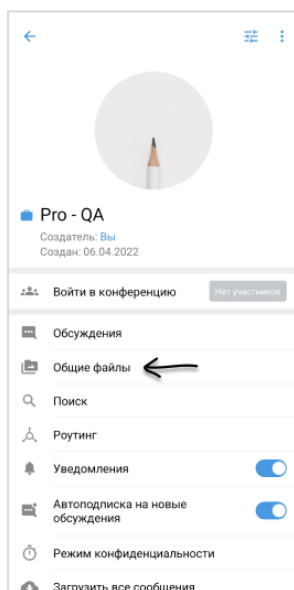 Pro - QA
Создатель: Вы
Создан: 06.04.2022
Войти в конференцию
Нет участников
Обсуждения
Общие файлы
Поиск
Роутинг
Уведомления
Автоподписка на новые
обсуждения
Режим конфиденциальности
Загрузить все сообщения